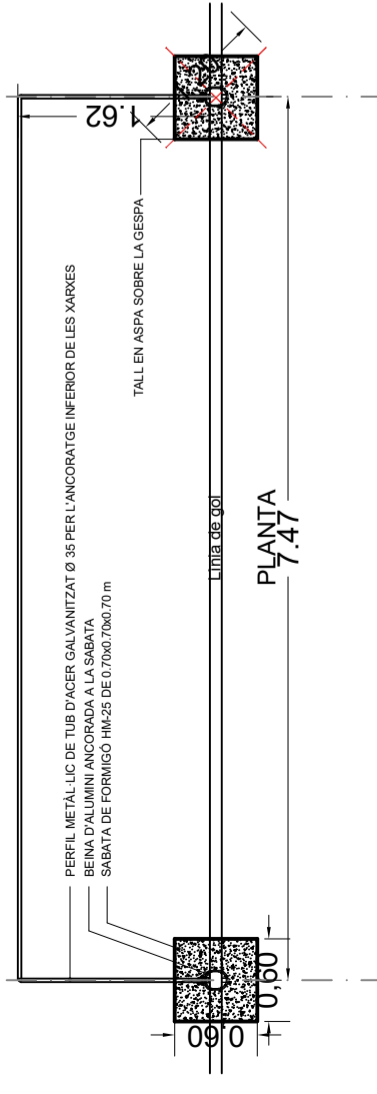 1.62
PERFIL METÀL·LIC DE TUB D'ACER GALVANITZAT Ø 35 PER L'ANCORATGE INFERIOR DE LES XARXES
BEINA D'ALUMINI ANCORADA A LA SABATA
SABATA DE FORMIGÓ HM-25 DE 0.70x0.70x0.70 m
TALL EN ASPA SOBRE LA GESPA
Línia de gol
PLANTA
7.47
0,60
0,60